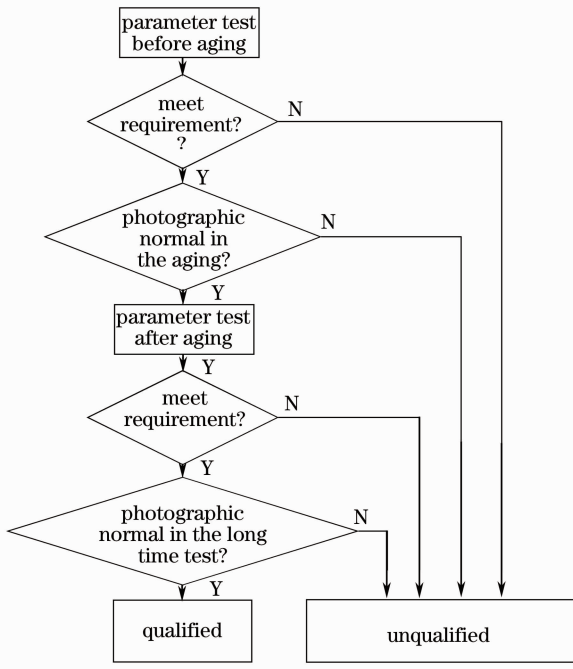 parameter test
before aging
meet
requirement?
?
N
Y
photographic
normal in
the aging?
N
Y
parameter test
after aging
Y
meet
requirement?
N
Y
photographic
normal in the long
time test?
N
Y
qualified
unqualified